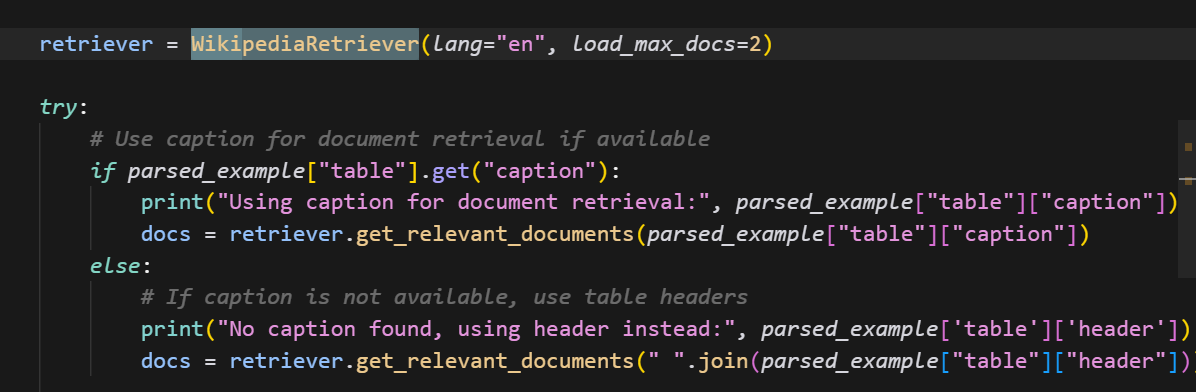 retriever = WikipediaRetriever(lang="en", load_max_docs=2)
try:
# Use caption for document retrieval if available
if parsed_example["table"].get("caption"):
print("Using caption for document retrieval:", parsed_example["table"]["caption"])
docs = retriever.get_relevant_documents(parsed_example["table"]["caption"])
else:
# If caption is not available, use table headers
print("No caption found, using header instead:", parsed_example['table']['header'])
docs = retriever.get_relevant_documents(" ".join(parsed_example["table"]["header"]))